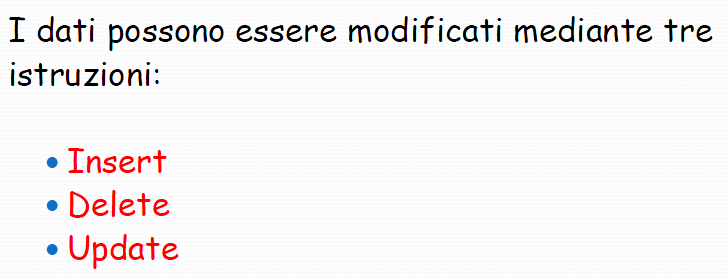 I dati possono essere modificati mediante tre
istruzioni:
• Insert
• Delete
• Update